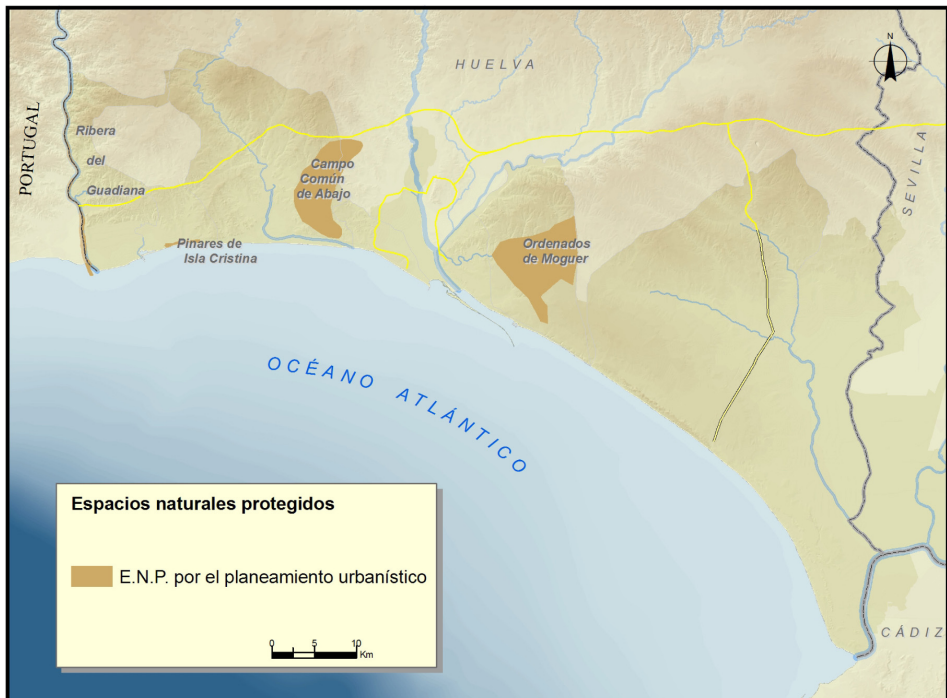 N
HUELVA
PORTUGAL
Ribera
del
Guadiana
Campo
Común
de Abajo
SEVILLA
Pinares de
Isla Cristina
Ordenados
de Moguer
OCÉANO ATLÁNTICO
Espacios naturales protegidos
E.N.P. por el planeamiento urbanístico
0 5 10
Km
CÁDIZ